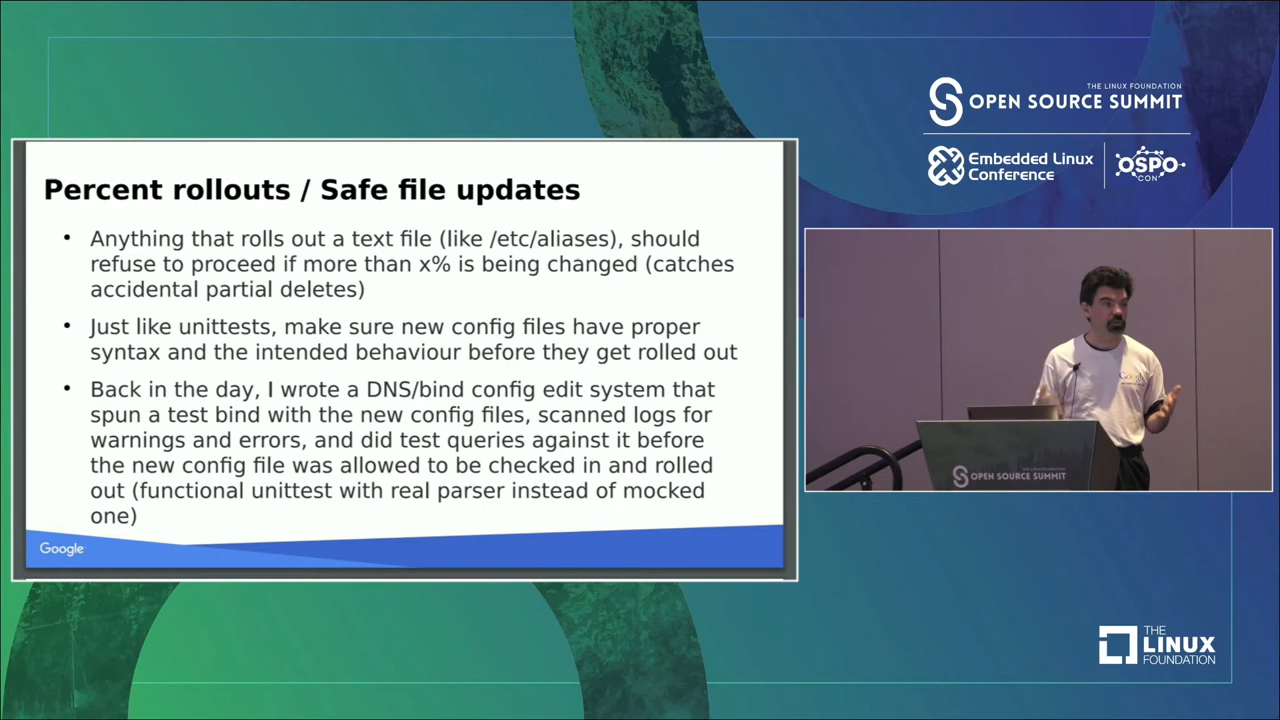 THE LINUX FOUNDATION
OPEN SOURCE SUMMIT
Embedded Linux
Conference
OSPO
CON
Percent rollouts / Safe file updates
• Anything that rolls out a text file (like /etc/aliases), should
refuse to proceed if more than x% is being changed (catches
accidental partial deletes)
• Just like unittests, make sure new config files have proper
syntax and the intended behaviour before they get rolled out
• Back in the day, I wrote a DNS/bind config edit system that
spun a test bind with the new config files, scanned logs for
warnings and errors, and did test queries against it before
the new config file was allowed to be checked in and rolled
out (functional unittest with real parser instead of mocked
one)
Google
Google
OPEN SOURCE SUMMIT
THE
LINUX
FOUNDATION